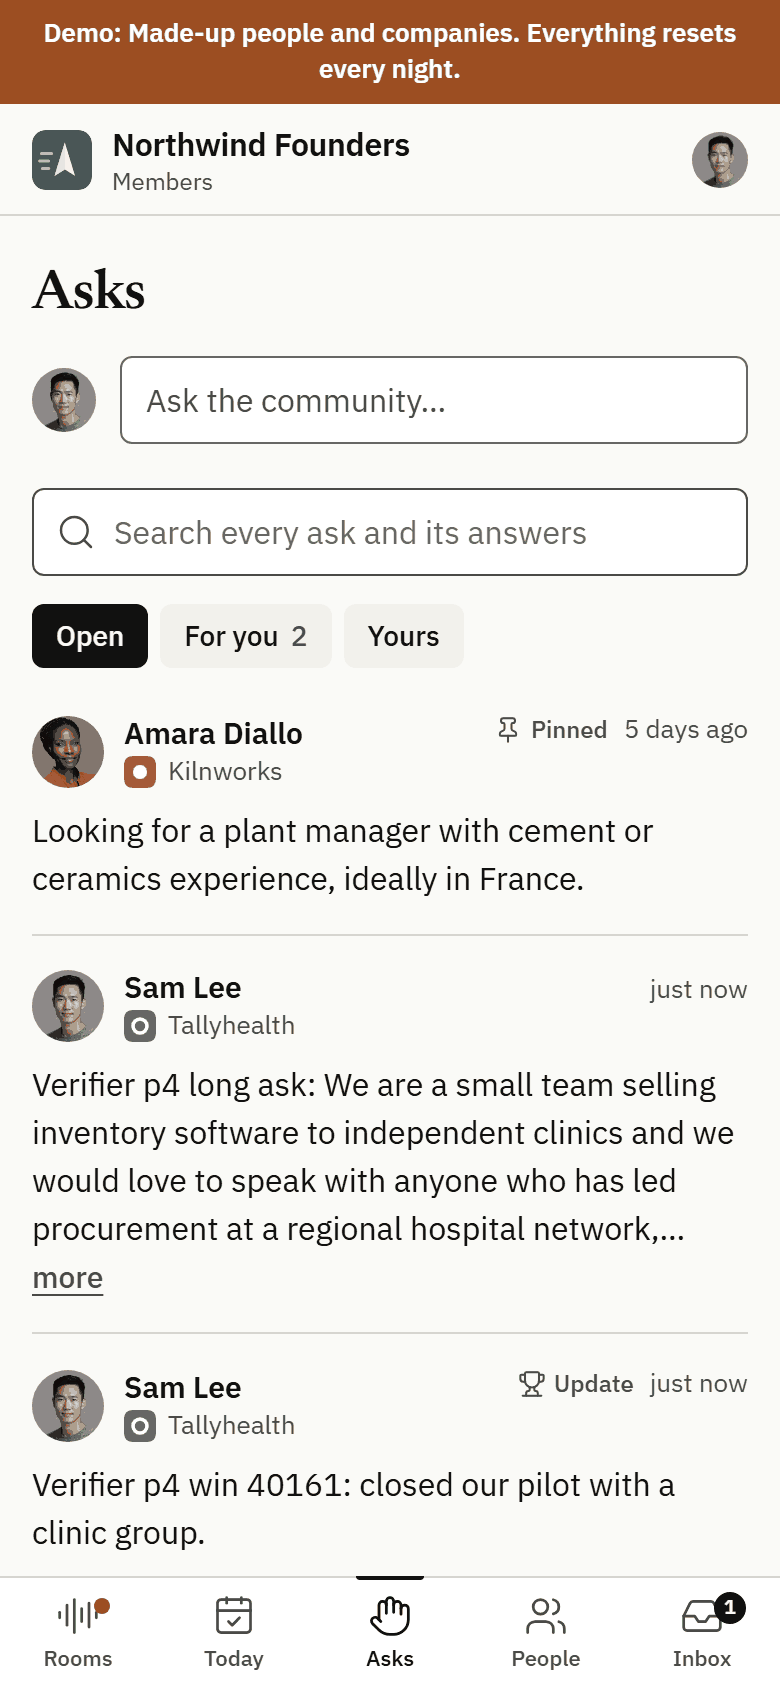 Demo: Made-up people and companies. Everything resets
every night.
Northwind Founders
Members
Asks
Ask the community...
Search every ask and its answers
Open
For you 2
Yours
Amara Diallo
Pinned 5 days ago
Kilnworks
Looking for a plant manager with cement or
ceramics experience, ideally in France.
Sam Lee
just now
Tallyhealth
Verifier p4 long ask: We are a small team selling
inventory software to independent clinics and we
would love to speak with anyone who has led
procurement at a regional hospital network,...
more
Sam Lee
Update just now
Tallyhealth
Verifier p4 win 40161: closed our pilot with a
clinic group.
1
Rooms
Today
Asks
People
Inbox